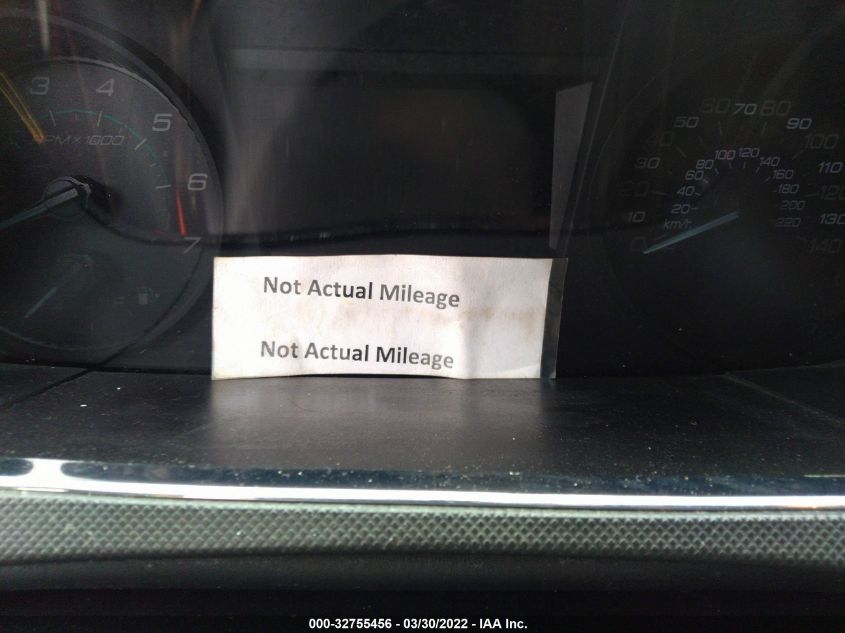 3 4 5 6 7
RPM x 1000
F
0 10 20 30 40 50 60 70 80 90 100 110 120 130 140
20 40 60 80 100 120 140 160 180 200 220
km/h
Not Actual Mileage
Not Actual Mileage
000-32755456 - 03/30/2022 - IAA Inc.